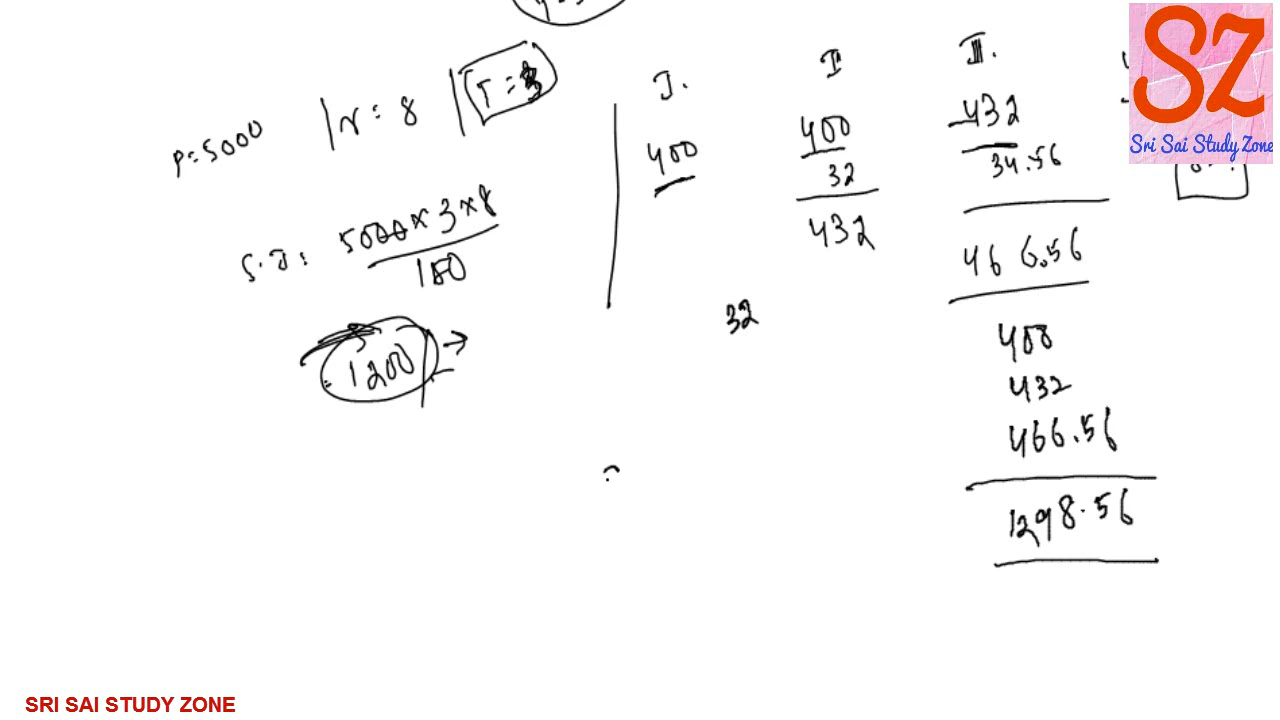 P=5000 | r= 8 | T=3
S.I: 5000 × 3 × 8
100
1200 →
I.
400
II
400
32
432
III.
432
34.56
466.56
32
400
432
466.56
1298.56
SZ
Sri Sai Study Zone
SRI SAI STUDY ZONE